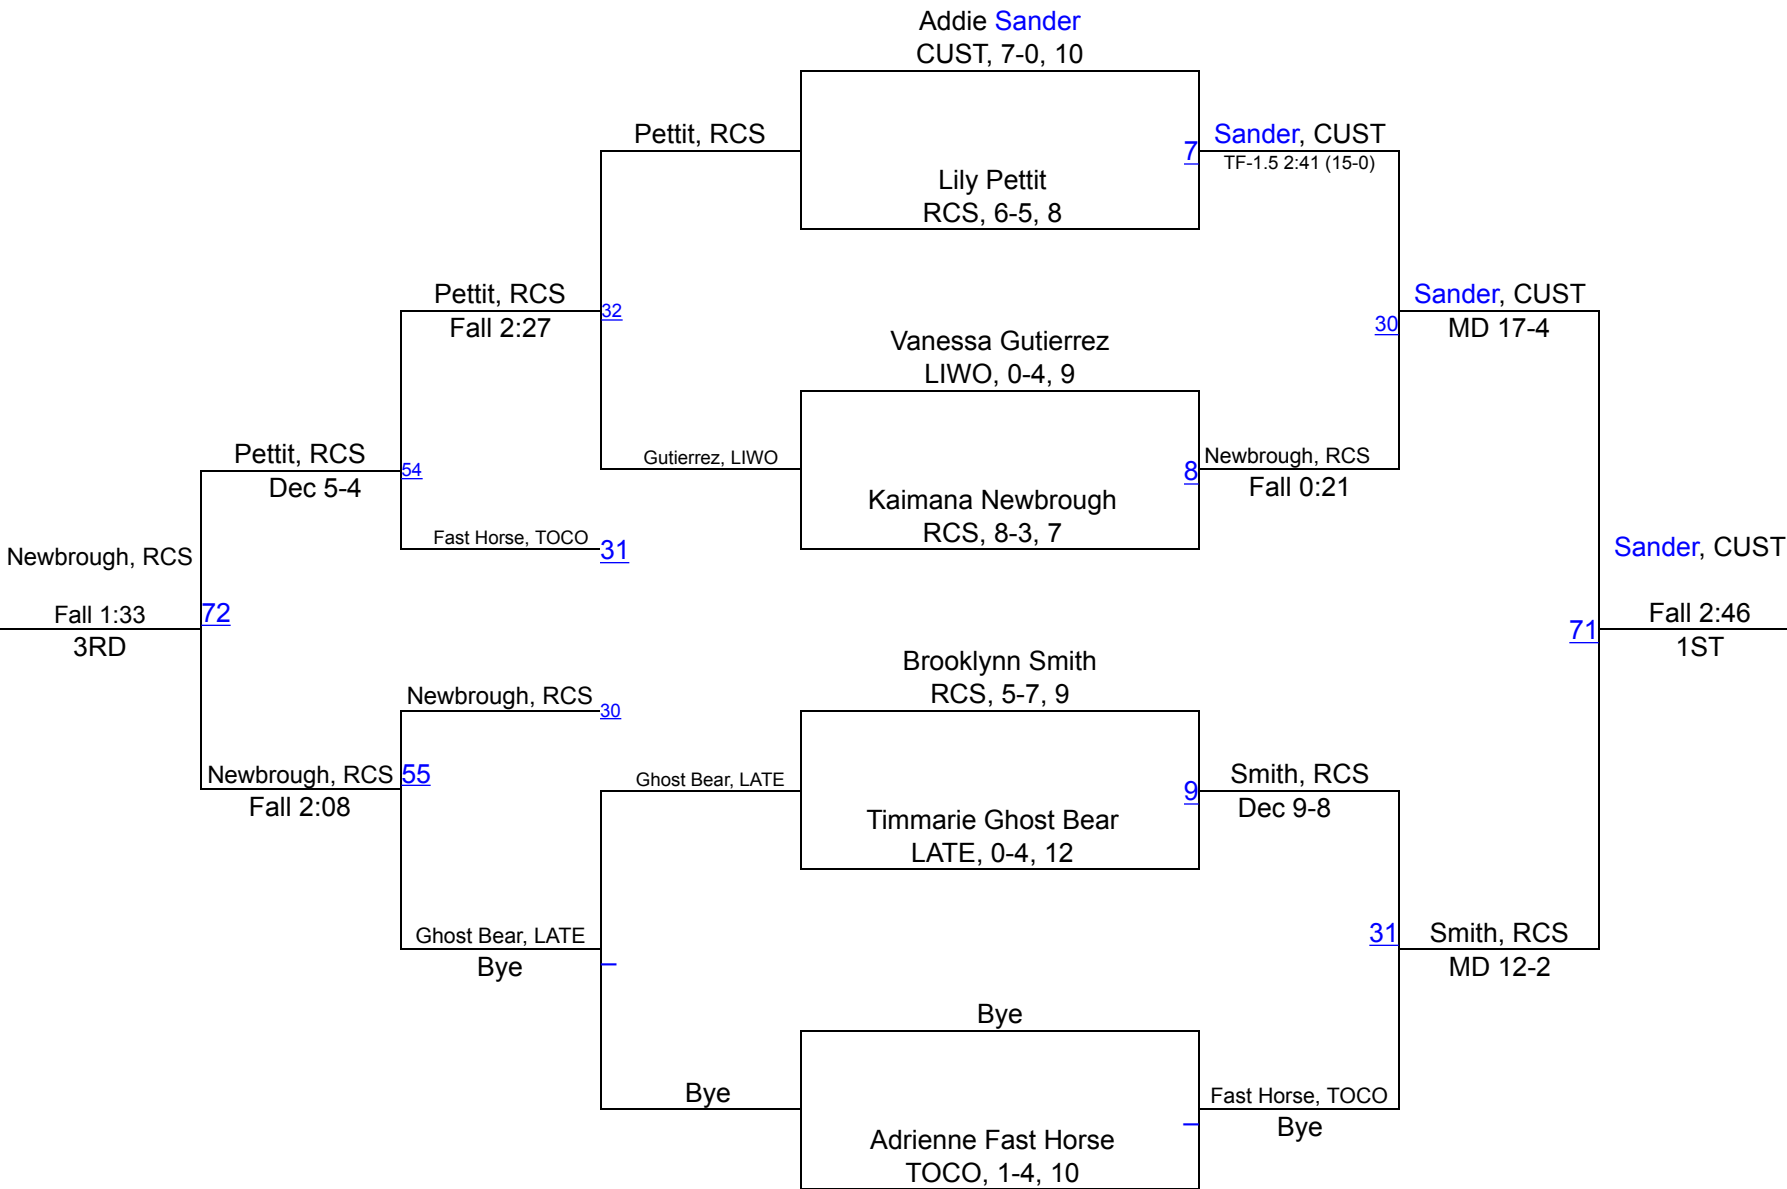 Addie Sander
CUST, 7-0, 10
Pettit, RCS
7
Sander, CUST
TF-1.5 2:41 (15-0)
Lily Pettit
RCS, 6-5, 8
Pettit, RCS
Fall 2:27
32
30
Sander, CUST
MD 17-4
Vanessa Gutierrez
LIWO, 0-4, 9
Pettit, RCS
Dec 5-4
54
Gutierrez, LIWO
8
Newbrough, RCS
Fall 0:21
Kaimana Newbrough
RCS, 8-3, 7
Fast Horse, TOCO
31
Newbrough, RCS
Fall 1:33
3RD
72
Sander, CUST
71
Fall 2:46
1ST
Brooklynn Smith
RCS, 5-7, 9
Newbrough, RCS
30
Newbrough, RCS
Fall 2:08
55
Ghost Bear, LATE
9
Smith, RCS
Dec 9-8
Timmarie Ghost Bear
LATE, 0-4, 12
Ghost Bear, LATE
Bye
31
Smith, RCS
MD 12-2
Bye
Bye
Fast Horse, TOCO
Bye
Adrienne Fast Horse
TOCO, 1-4, 10